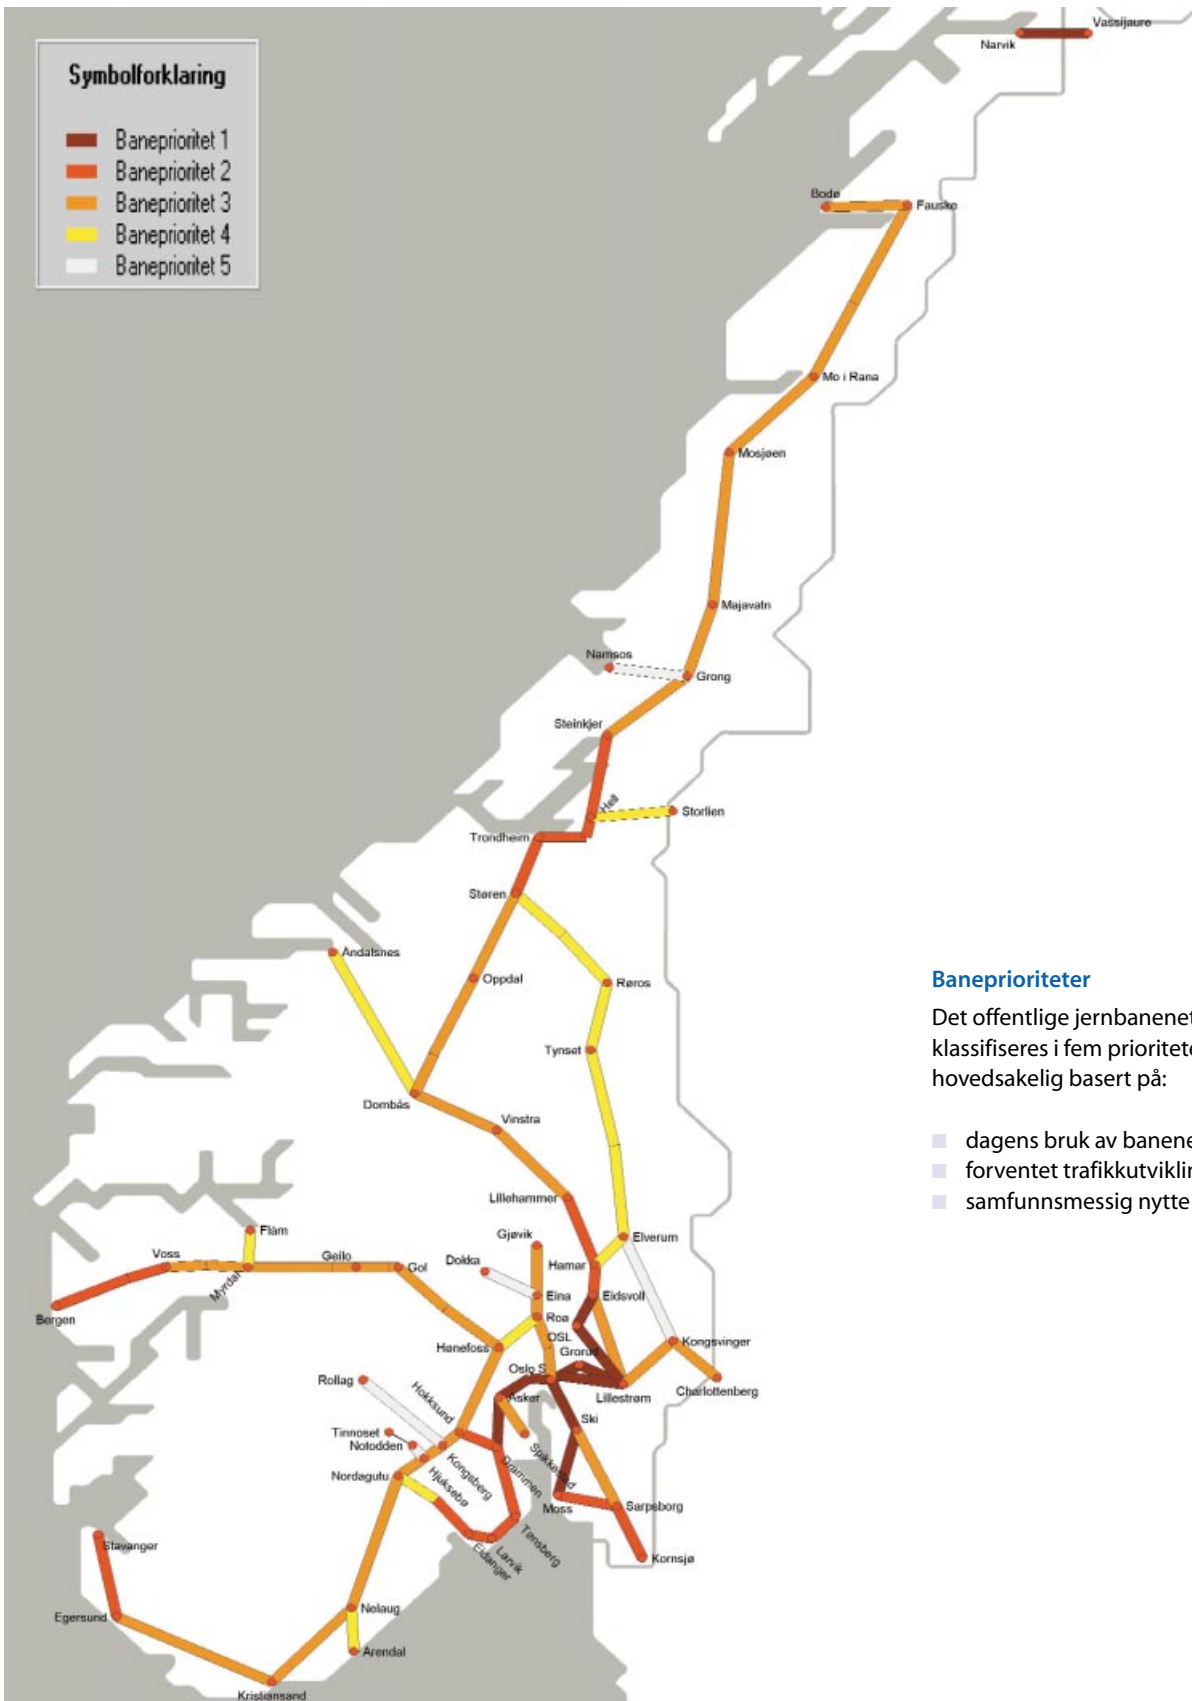 Symbolforklaring
Baneprioritet 1
Baneprioritet 2
Baneprioritet 3
Baneprioritet 4
Baneprioritet 5
Vassijaure
Narvik
Bodø
Fauske
Mo i Rana
Mosjøen
Majavatn
Namsos
Grong
Steinkjer
Hell
Storlien
Trondheim
Støren
Åndalsnes
Oppdal
Røros
Tynset
Dombås
Vinstra
Lillehammer
Flåm
Voss
Myrdal
Geilo
Gol
Bergen
Gjøvik
Dokka
Eina
Roa
Hamar
Elverum
Eidsvoll
OSL
Grorud
Hønefoss
Oslo S
Lillestrøm
Kongsvinger
Charlottenberg
Rollag
Hokksund
Asker
Ski
Tinnoset
Notodden
Spikkestad
Nordagutu
Hjuksebø
Kongsberg
Drammen
Moss
Sarpsborg
Kornsjø
Tønsberg
Larvik
Eidanger
Stavanger
Egersund
Nelaug
Arendal
Kristiansand
Baneprioriteter
Det offentlige jernbanenet
klassifiseres i fem prioritete
hovedsakelig basert på:
dagens bruk av banene
forventet trafikkutviklin
samfunnsmessig nytte